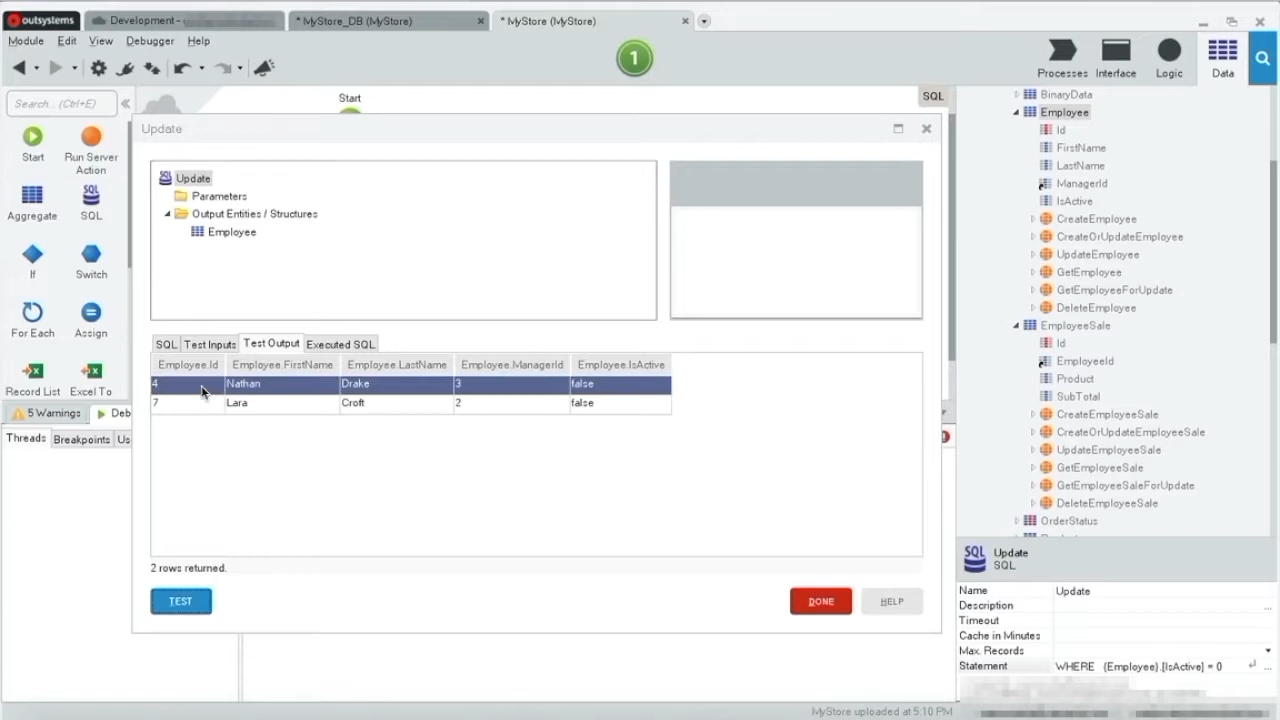 outsystems
Development -
* MyStore_DB (MyStore)
* MyStore (MyStore)
Module Edit View Debugger Help
1
Processes Interface Logic Data
Search... (Ctrl+E)
Start
SQL
Start
Run Server
Action
Aggregate
SQL
If
Switch
For Each
Assign
Record List
Excel To
5 Warnings
Deb
Threads
Breakpoints
Us
Update
Update
Parameters
Output Entities / Structures
Employee
SQL
Test Inputs
Test Output
Executed SQL
Employee.Id Employee.FirstName Employee.LastName Employee.ManagerId Employee.IsActive
4 Nathan Drake 3 false
7 Lara Croft 2 false
2 rows returned.
TEST
DONE
HELP
BinaryData
Employee
Id
FirstName
LastName
ManagerId
IsActive
CreateEmployee
CreateOrUpdateEmployee
UpdateEmployee
GetEmployee
GetEmployeeForUpdate
DeleteEmployee
EmployeeSale
Id
EmployeeId
Product
SubTotal
CreateEmployeeSale
CreateOrUpdateEmployeeSale
UpdateEmployeeSale
GetEmployeeSale
GetEmployeeSaleForUpdate
DeleteEmployeeSale
OrderStatus
SQL
Update
SQL
Name Update
Description ...
Timeout
Cache in Minutes
Max. Records
Statement WHERE {Employee}.[IsActive] = 0 ...
MyStore uploaded at 5:10 PM